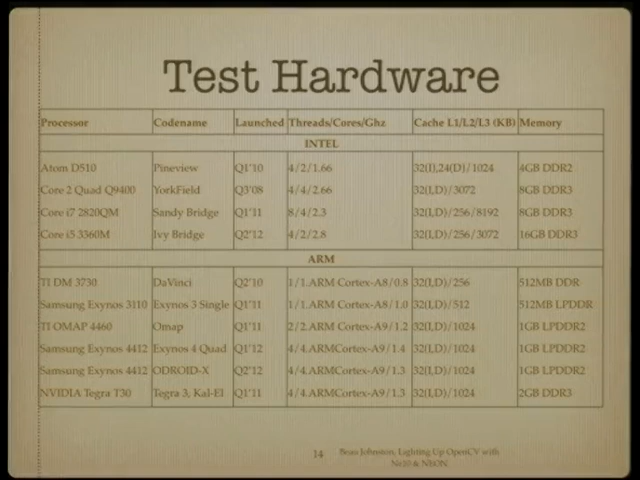 Test Hardware
Processor Codename Launched Threads/Cores/Ghz Cache L1/L2/L3 (KB) Memory
INTEL
Atom D510 Pineview Q1'10 4/2/1.66 32(I),24(D)/1024 4GB DDR2
Core 2 Quad Q9400 YorkField Q3'08 4/4/2.66 32(I,D)/3072 8GB DDR3
Core i7 2820QM Sandy Bridge Q1'11 8/4/2.3 32(I,D)/256/8192 8GB DDR3
Core i5 3360M Ivy Bridge Q2'12 4/2/2.8 32(I,D)/256/3072 16GB DDR3
ARM
TI DM 3730 DaVinci Q2'10 1/1.ARM Cortex-A8/0.8 32(I,D)/256 512MB DDR
Samsung Exynos 3110 Exynos 3 Single Q1'11 1/1.ARM Cortex-A8/1.0 32(I,D)/512 512MB LPDDR
TI OMAP 4460 Omap Q1'11 2/2.ARM Cortex-A9/1.2 32(I,D)/1024 1GB LPDDR2
Samsung Exynos 4412 Exynos 4 Quad Q1'12 4/4.ARMCortex-A9/1.4 32(I,D)/1024 1GB LPDDR2
Samsung Exynos 4412 ODROID-X Q2'12 4/4.ARMCortex-A9/1.3 32(I,D)/1024 1GB LPDDR2
NVIDIA Tegra T30 Tegra 3, Kal-El Q1'11 4/4.ARMCortex-A9/1.3 32(I,D)/1024 2GB DDR3
14
Johnston, Lighting Up OpenCV with
& NEON